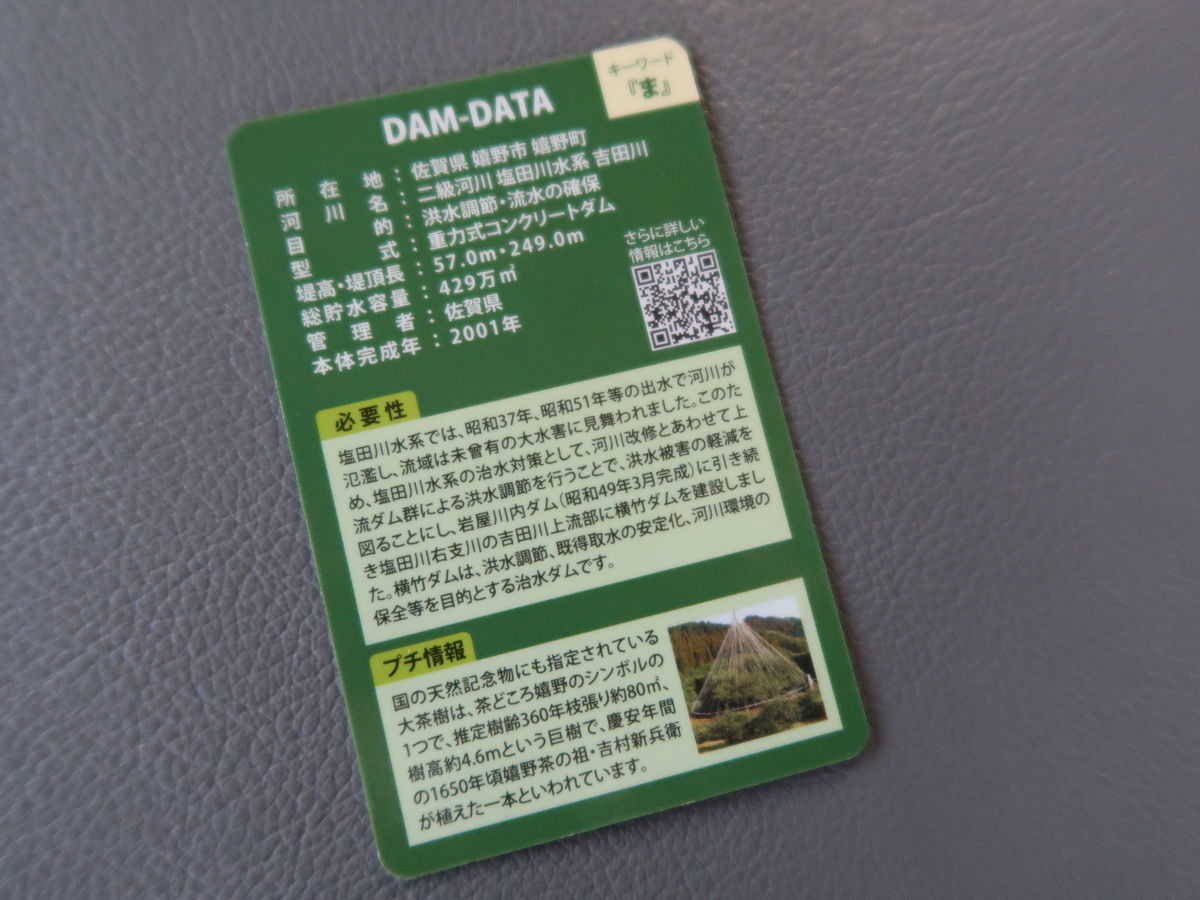 キーワード
『ま』
DAM-DATA
所在地：佐賀県 嬉野市 嬉野町
河川名：二級河川 塩田川水系 吉田川
目的：洪水調節・流水の確保
型式：重力式コンクリートダム
堤高・堤頂長：57.0m・249.0m
総貯水容量：429万㎥
管理者：佐賀県
本体完成年：2001年
さらに詳しい
情報はこちら
必要性
塩田川水系では、昭和37年、昭和51年等の出水で河川が
氾濫し、流域は未曾有の大水害に見舞われました。このた
め、塩田川水系の治水対策として、河川改修とあわせて上
流ダム群による洪水調節を行うことで、洪水被害の軽減を
図ることにし、岩屋川内ダム（昭和49年3月完成）に引き続
き塩田川右支川の吉田川上流部に横竹ダムを建設しまし
た。横竹ダムは、洪水調節、既得取水の安定化、河川環境の
保全等を目的とする治水ダムです。
プチ情報
国の天然記念物にも指定されている
大茶樹は、茶どころ嬉野のシンボルの
1つで、推定樹齢360年枝張り約80㎡、
樹高約4.6mという巨樹で、慶安年間
の1650年頃嬉野茶の祖・吉村新兵衛
が植えた一本といわれています。